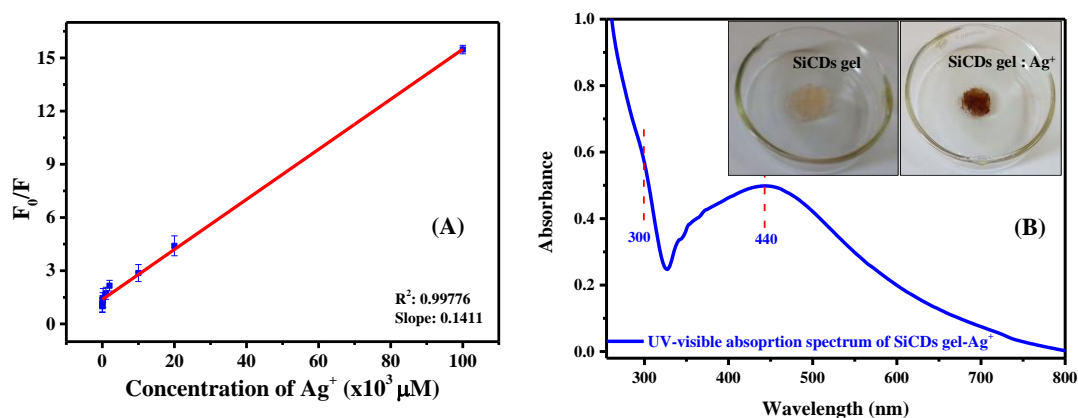 15
12
9
6
3
0
F₀/F
(A)
R²: 0.99776
Slope: 0.1411
0
20
40
60
80
100
Concentration of Ag⁺ (x10³ μM)
1.0
0.8
0.6
0.4
0.2
0.0
Absorbance
SiCDs gel
SiCDs gel : Ag⁺
300
440
(B)
UV-visible absoprtion spectrum of SiCDs gel-Ag⁺
300
400
500
600
700
800
Wavelength (nm)